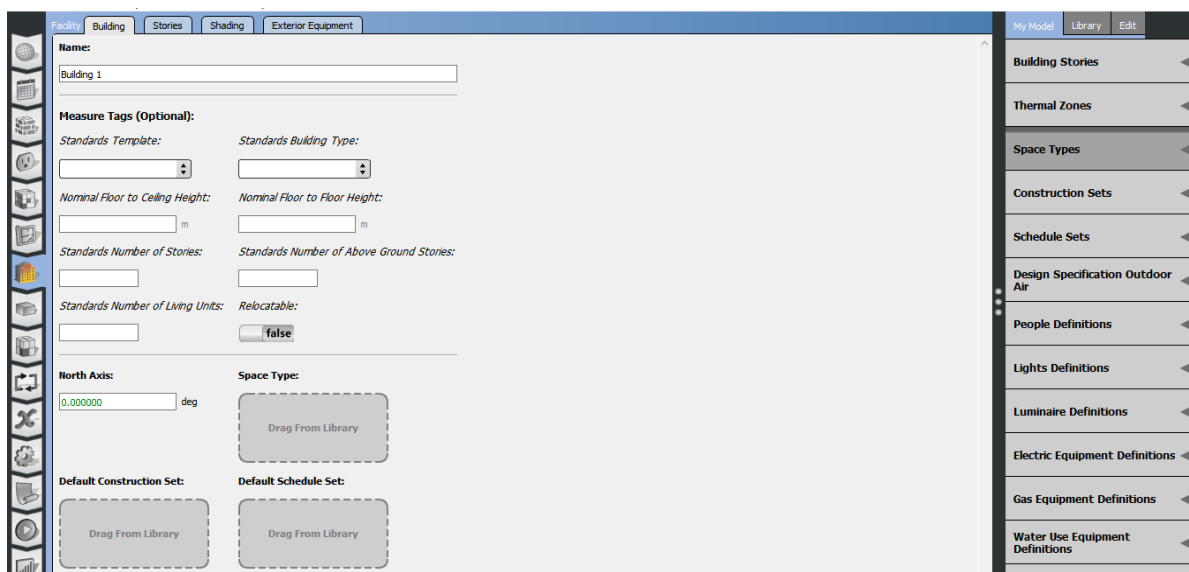 Facility Building Stories Shading Exterior Equipment
My Model Library Edit
Name:
Building 1
Measure Tags (Optional):
Standards Template: Standards Building Type:
Nominal Floor to Ceiling Height: Nominal Floor to Floor Height:
m m
Standards Number of Stories: Standards Number of Above Ground Stories:
Standards Number of Living Units: Relocatable:
false
North Axis: Space Type:
0.000000 deg
Drag From Library
Default Construction Set: Default Schedule Set:
Drag From Library Drag From Library
Building Stories
Thermal Zones
Space Types
Construction Sets
Schedule Sets
Design Specification Outdoor
Air
People Definitions
Lights Definitions
Luminaire Definitions
Electric Equipment Definitions
Gas Equipment Definitions
Water Use Equipment
Definitions